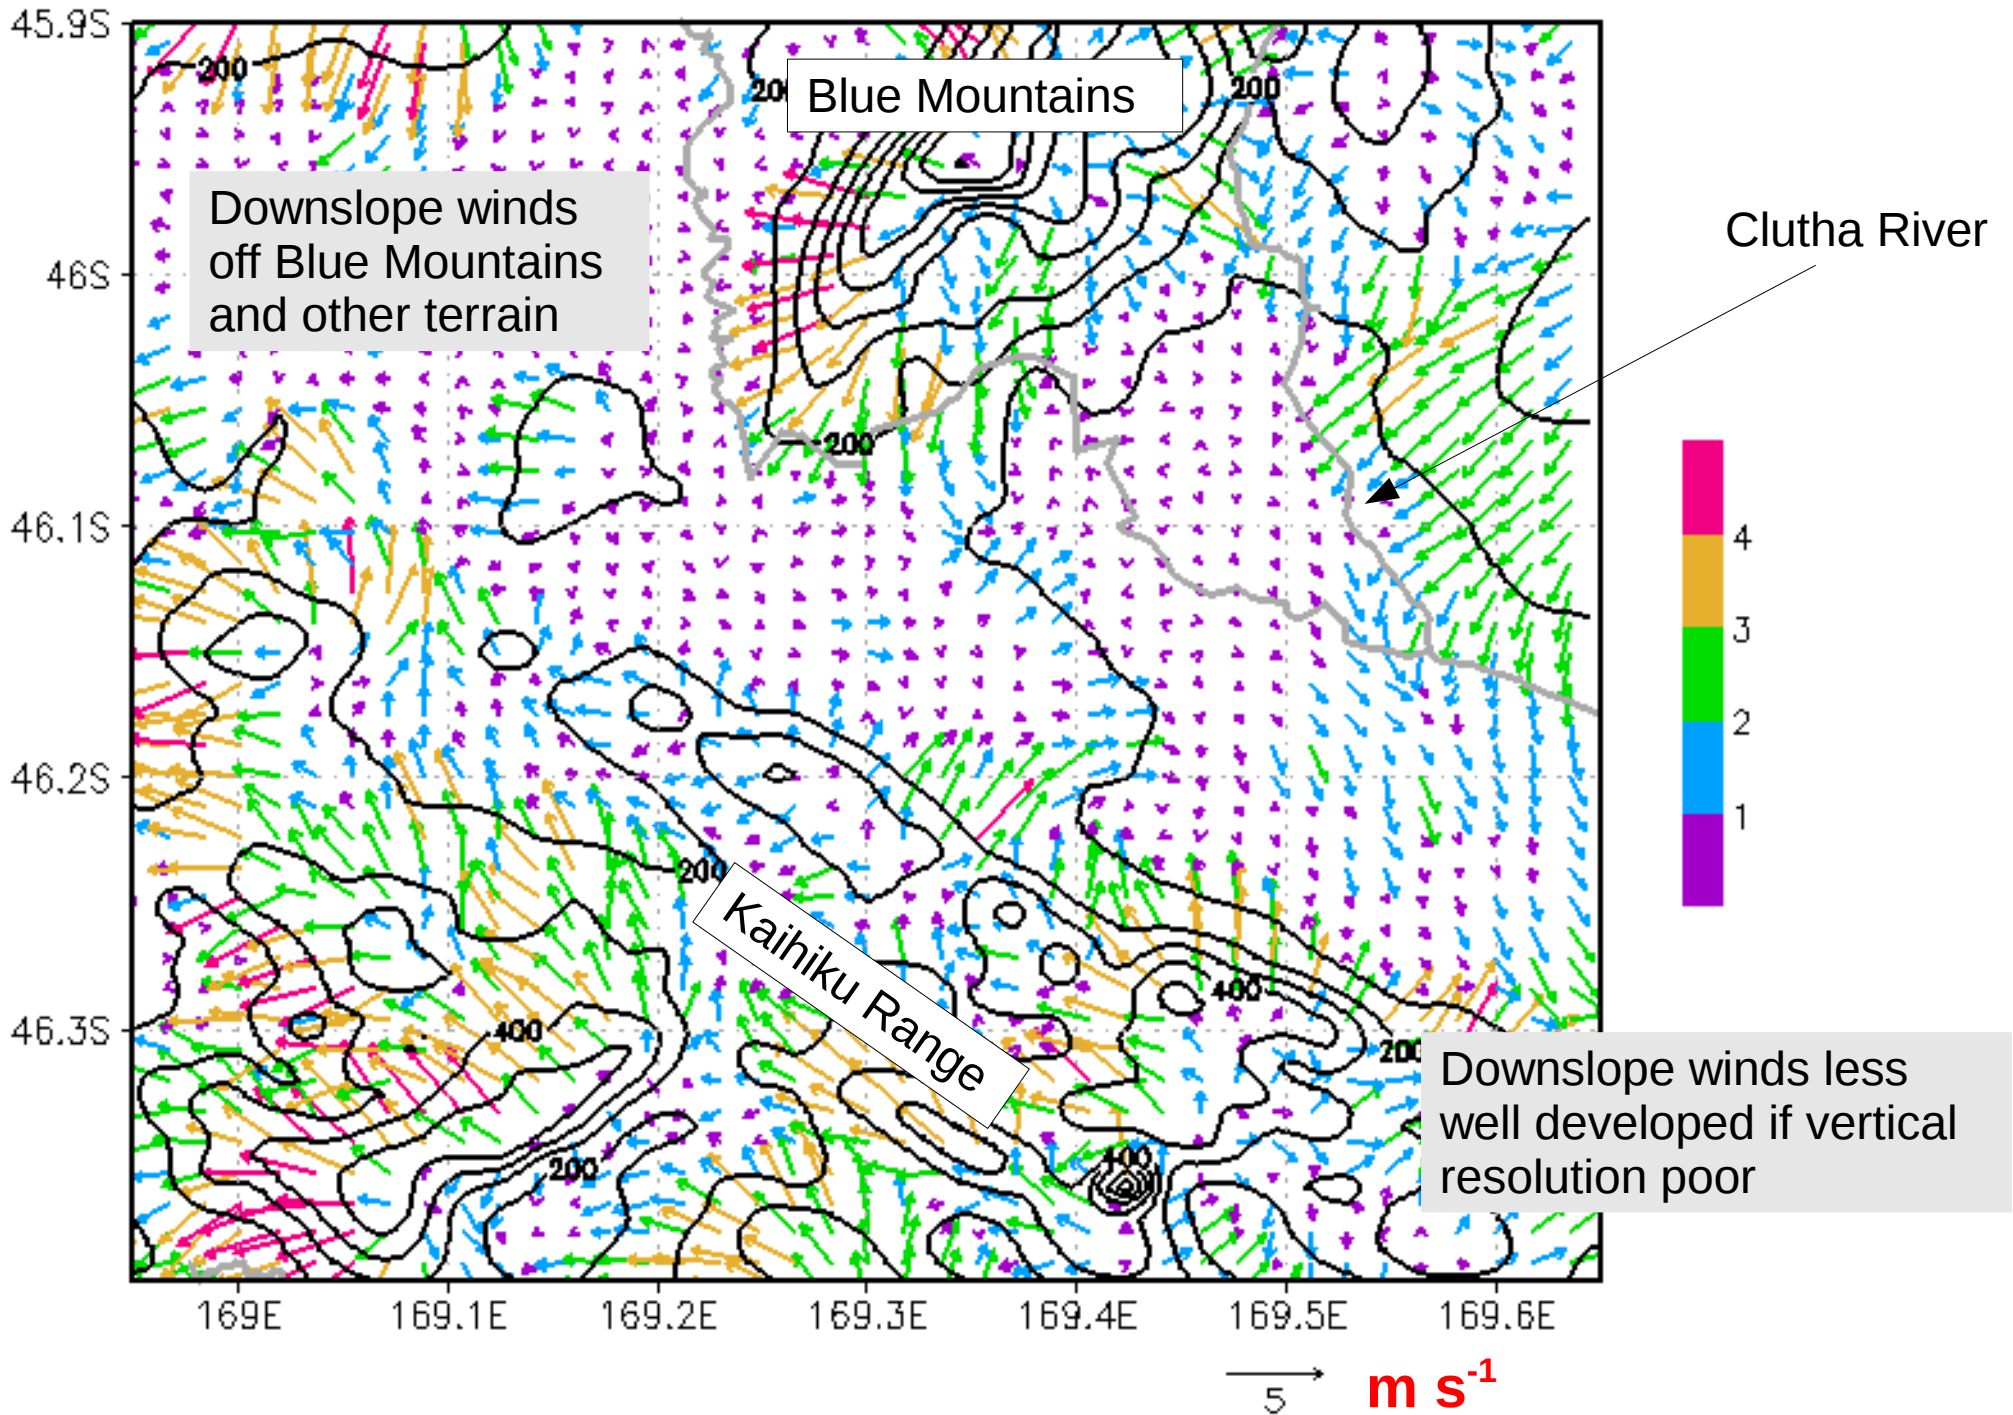 45.9S
200
200
Blue Mountains
200
Downslope winds
off Blue Mountains
and other terrain
Clutha River
46S
200
46.1S
4
3
2
1
46.2S
200
Kaihiku Range
400
400
46.3S
200
Downslope winds less
well developed if vertical
resolution poor
400
200
169E 169.1E 169.2E 169.3E 169.4E 169.5E 169.6E
5
m s-1